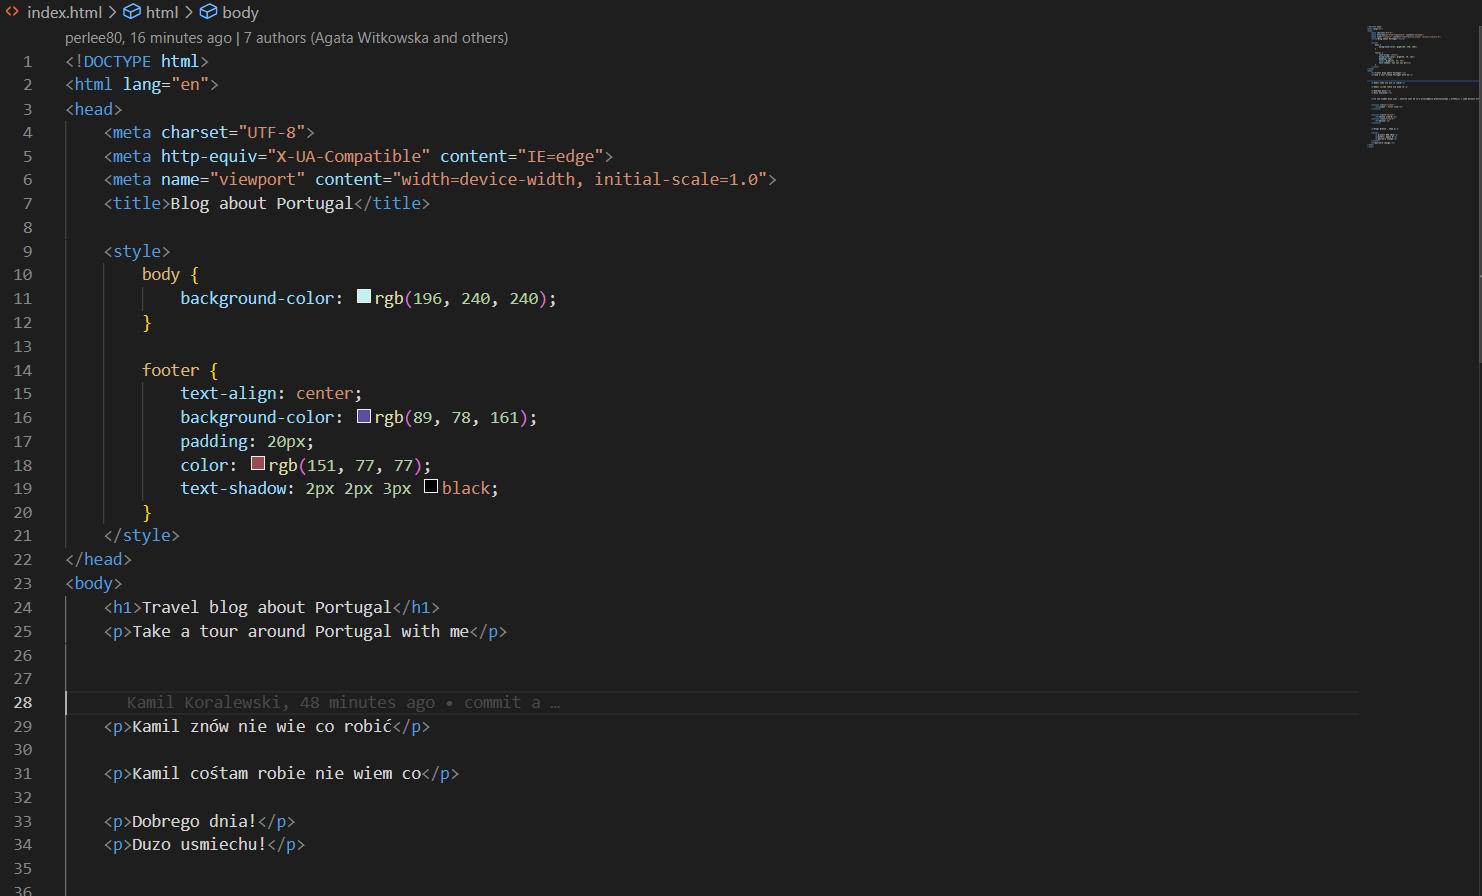 index.html > html > body
perlee80, 16 minutes ago | 7 authors (Agata Witkowska and others)
1 <!DOCTYPE html>
2 <html lang="en">
3 <head>
4 <meta charset="UTF-8">
5 <meta http-equiv="X-UA-Compatible" content="IE=edge">
6 <meta name="viewport" content="width=device-width, initial-scale=1.0">
7 <title>Blog about Portugal</title>
8
9 <style>
10 body {
11 background-color: rgb(196, 240, 240);
12 }
13
14 footer {
15 text-align: center;
16 background-color: rgb(89, 78, 161);
17 padding: 20px;
18 color: rgb(151, 77, 77);
19 text-shadow: 2px 2px 3px black;
20 }
21 </style>
22 </head>
23 <body>
24 <h1>Travel blog about Portugal</h1>
25 <p>Take a tour around Portugal with me</p>
26
27
28 Kamil Koralewski, 48 minutes ago • commit a …
29 <p>Kamil znów nie wie co robić</p>
30
31 <p>Kamil cośtam robie nie wiem co</p>
32
33 <p>Dobrego dnia!</p>
34 <p>Duzo usmiechu!</p>
35
36